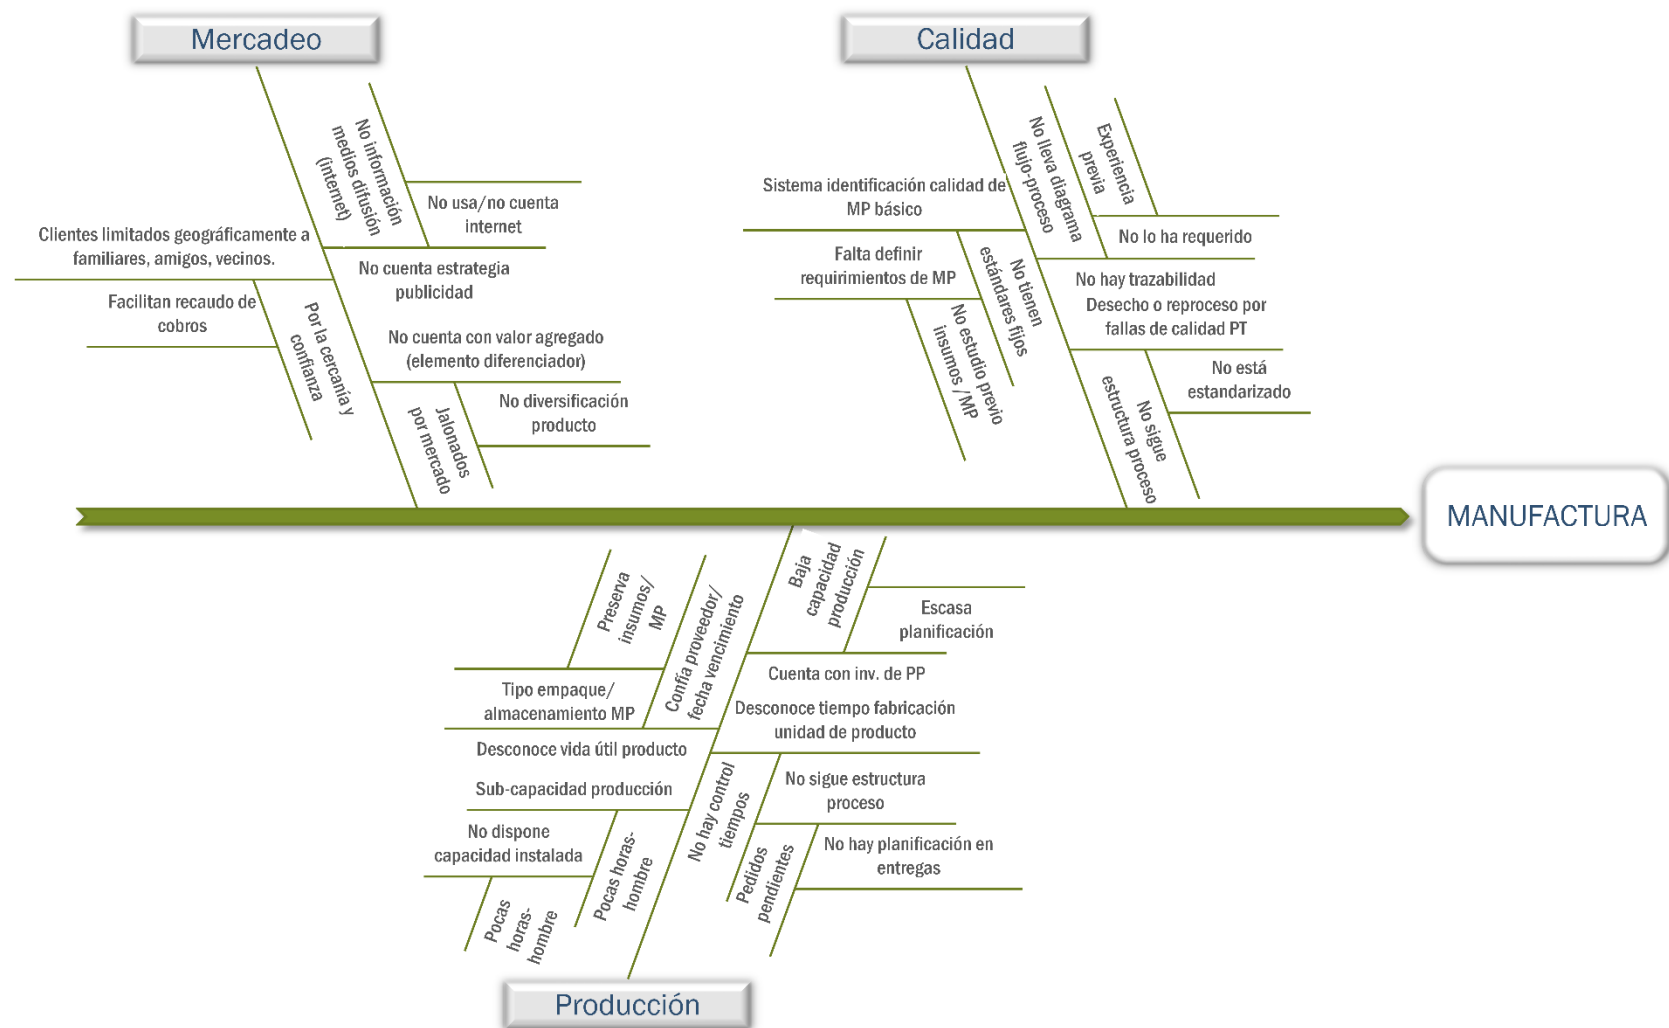 Mercadeo
No información
medios difusión
(internet)
No usa/no cuenta
internet
Clientes limitados geográficamente a
familiares, amigos, vecinos.
No cuenta estrategia
publicidad
Facilitan recaudo de
cobros
Por la cercanía y
confianza
No cuenta con valor agregado
(elemento diferenciador)
Jalonados
por mercado
No diversificación
producto
Calidad
No lleva diagrama
flujo-proceso
Experiencia
previa
Sistema identificación calidad de
MP básico
No lo ha requerido
Falta definir
requirimientos de MP
No tienen
estándares fijos
No estudio previo
insumos /MP
No hay trazabilidad
Desecho o reproceso por
fallas de calidad PT
No está
estandarizado
No sigue
estructura proceso
MANUFACTURA
Preserva
insumos/
MP
Confía proveedor/
fecha vencimiento
Baja
capacidad
producción
Escasa
planificación
Tipo empaque/
almacenamiento MP
Cuenta con inv. de PP
Desconoce vida útil producto
Desconoce tiempo fabricación
unidad de producto
Sub-capacidad producción
No hay control
tiempos
No sigue estructura
proceso
No dispone
capacidad instalada
Pocas horas-
hombre
Pocas
horas-
hombre
Pedidos
pendientes
No hay planificación en
entregas
Producción